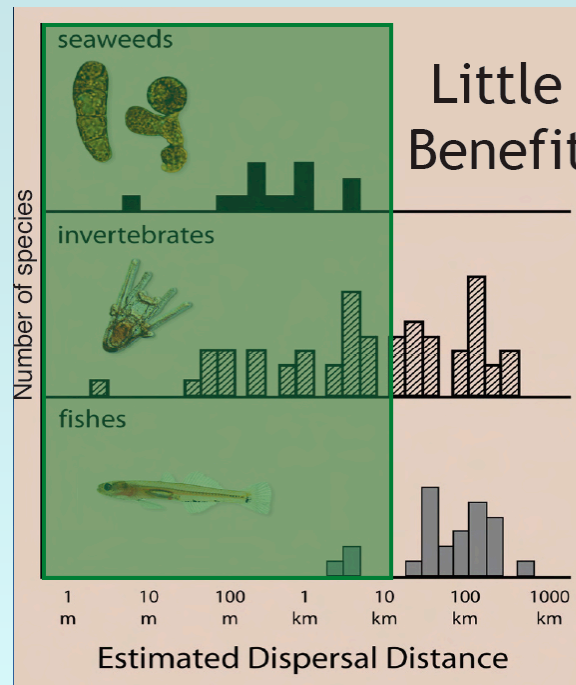 seaweeds
Little
Benefit
Number of species
invertebrates
fishes
1 10 100 1 10 100 1000
m m m km km km km
Estimated Dispersal Distance